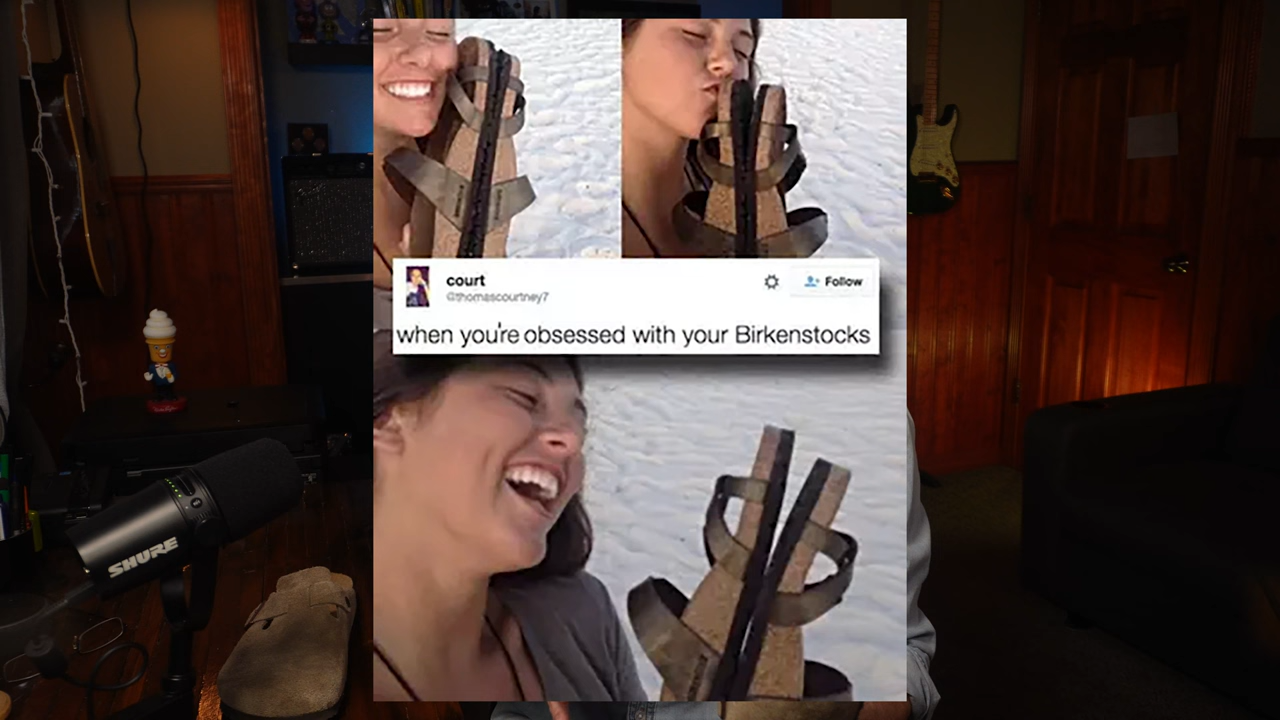 court
Follow
@thomascourtney7
when you're obsessed with your Birkenstocks
SHURE